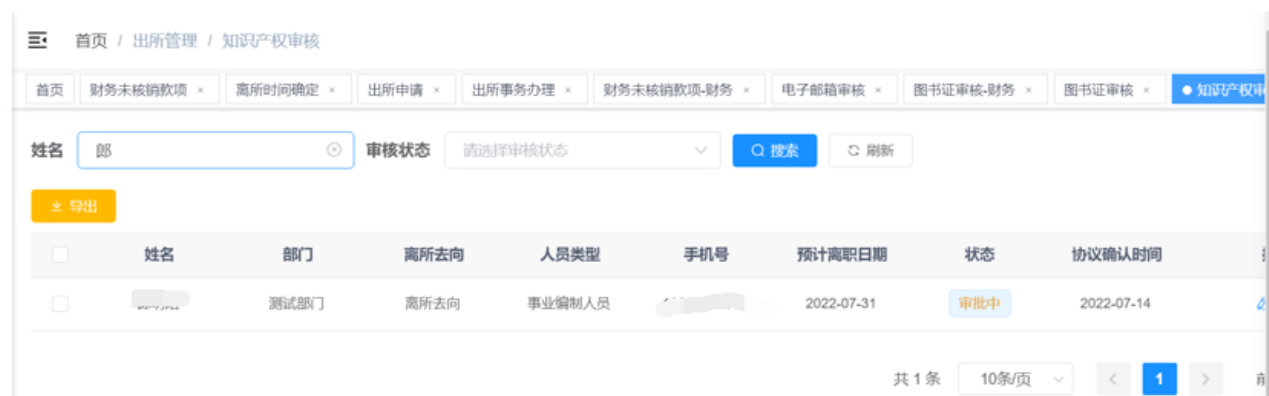 首页 / 出所管理 / 知识产权审核
首页 财务未核销款项 × 离所时间确定 × 出所申请 × 出所事务办理 × 财务未核销款项-财务 × 电子邮箱审核 × 图书证审核-财务 × 图书证审核 × 知识产权审
姓名 郎 审核状态 请选择审核状态 搜索 刷新
导出
姓名 部门 离所去向 人员类型 手机号 预计离职日期 状态 协议确认时间
测试部门 离所去向 事业编制人员 2022-07-31 审批中 2022-07-14
共 1 条 10条/页 < 1 > 前